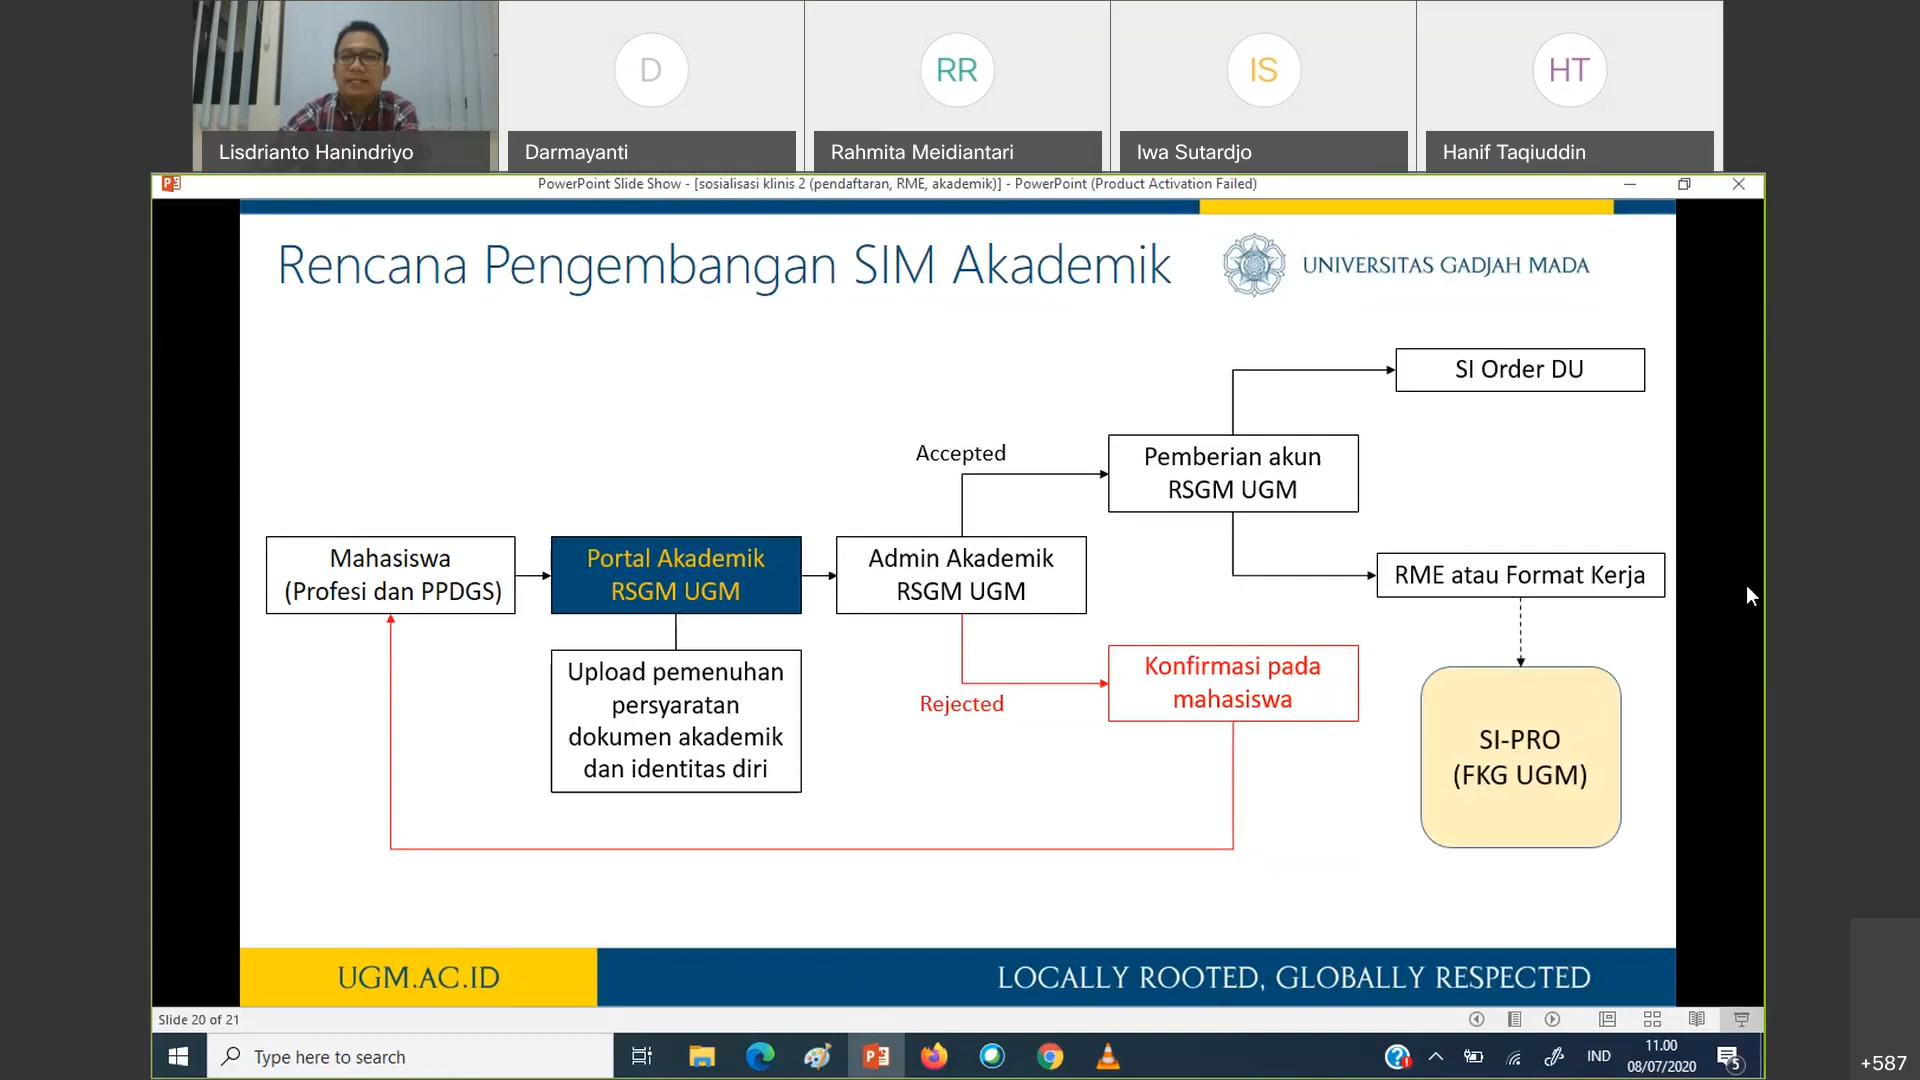 D
RR
IS
HT
Lisdrianto Hanindriyo
Darmayanti
Rahmita Meidiantari
Iwa Sutardjo
Hanif Taqiuddin
PowerPoint Slide Show - [sosialisasi klinis 2 (pendaftaran, RME, akademik)] - PowerPoint (Product Activation Failed)
Rencana Pengembangan SIM Akademik
UNIVERSITAS GADJAH MADA
SI Order DU
Accepted
Pemberian akun
RSGM UGM
Mahasiswa
(Profesi dan PPDGS)
Portal Akademik
RSGM UGM
Admin Akademik
RSGM UGM
RME atau Format Kerja
Upload pemenuhan
persyaratan
dokumen akademik
dan identitas diri
Rejected
Konfirmasi pada
mahasiswa
SI-PRO
(FKG UGM)
UGM.AC.ID
LOCALLY ROOTED, GLOBALLY RESPECTED
Slide 20 of 21
Type here to search
IND
11.00
08/07/2020
5
+587